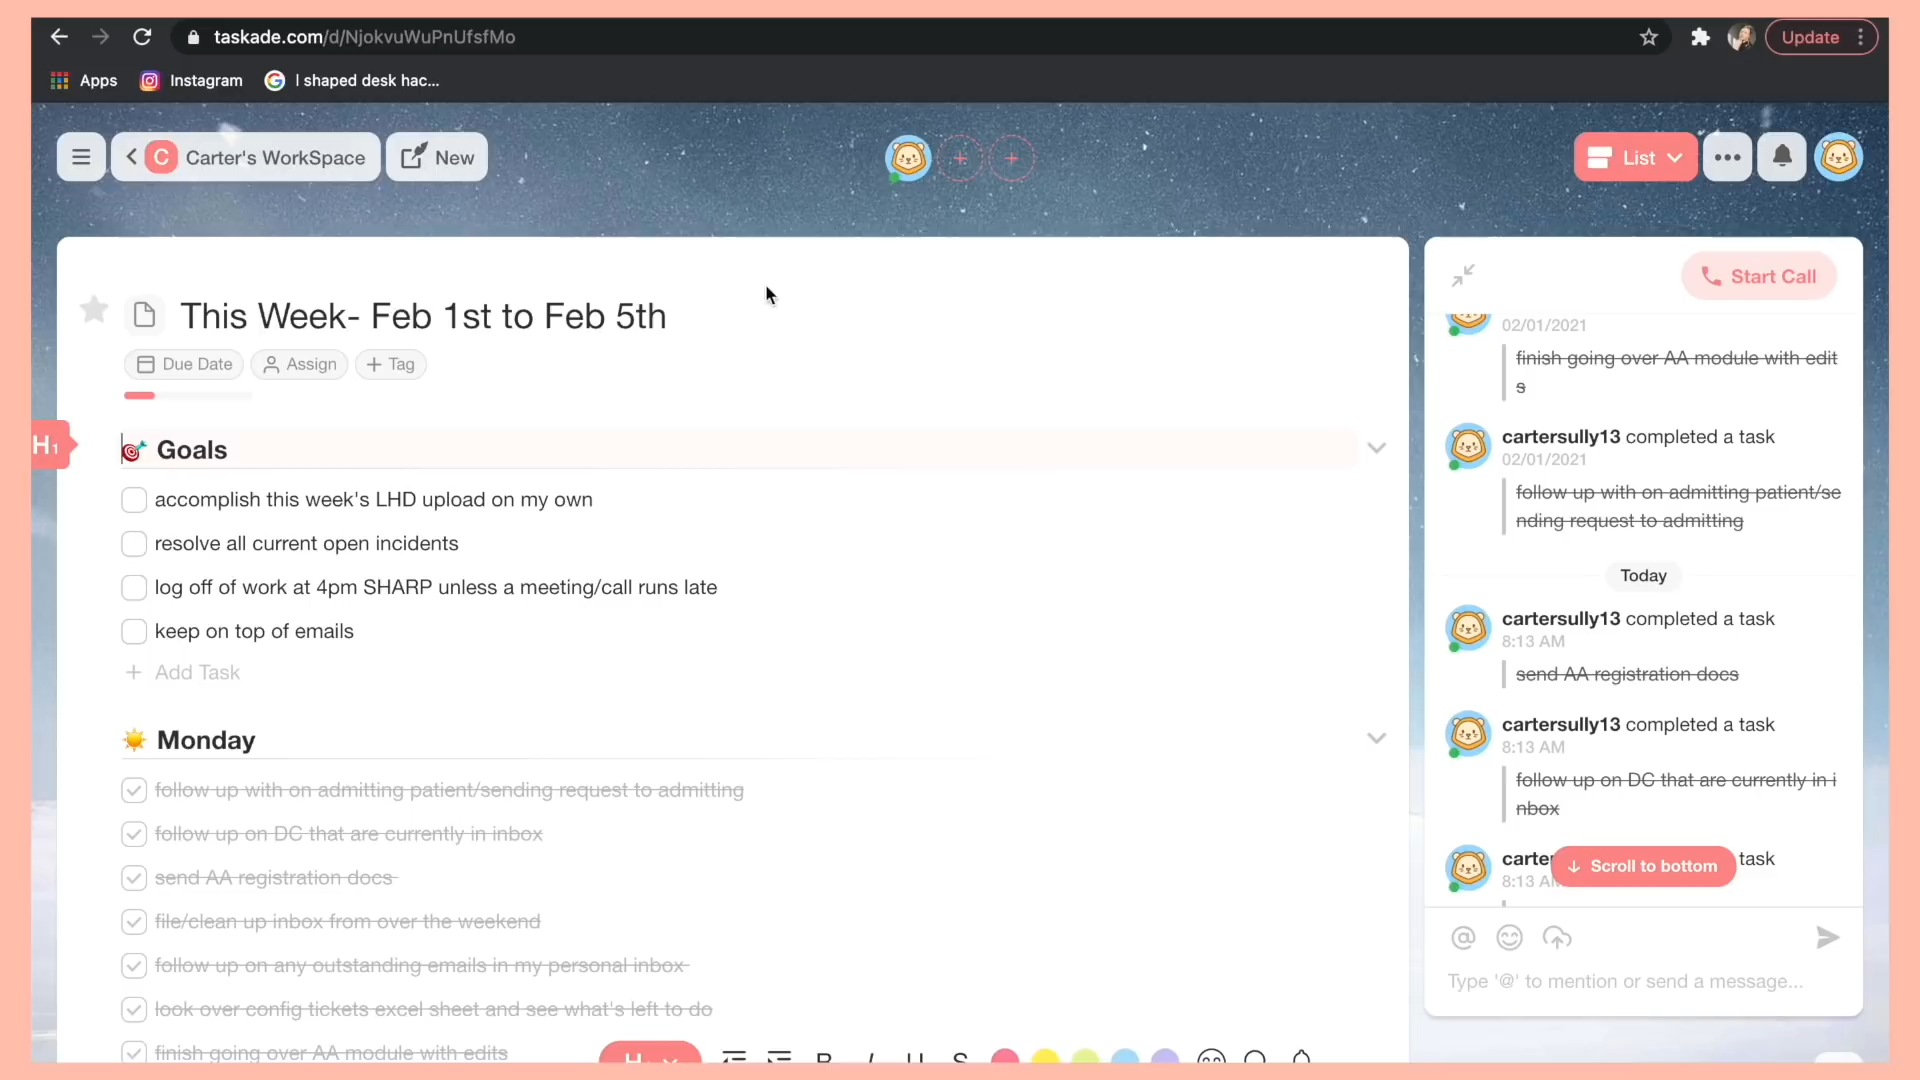 taskade.com/d/NjokvuWuPnUfsfMo
Update
Apps
Instagram
I shaped desk hac...
C Carter's WorkSpace
New
List
This Week- Feb 1st to Feb 5th
Due Date
Assign
+ Tag
H1
Goals
accomplish this week's LHD upload on my own
resolve all current open incidents
log off of work at 4pm SHARP unless a meeting/call runs late
keep on top of emails
+ Add Task
Monday
follow up with on admitting patient/sending request to admitting
follow up on DC that are currently in inbox
send AA registration docs
file/clean up inbox from over the weekend
follow up on any outstanding emails in my personal inbox
look over config tickets excel sheet and see what's left to do
finish going over AA module with edits
B I U S
Start Call
02/01/2021
finish going over AA module with edit
s
cartersully13 completed a task
02/01/2021
follow up with on admitting patient/se
nding request to admitting
Today
cartersully13 completed a task
8:13 AM
send AA registration docs
cartersully13 completed a task
8:13 AM
follow up on DC that are currently in i
nbox
carte
task
Scroll to bottom
8:13 AM
Type '@' to mention or send a message...